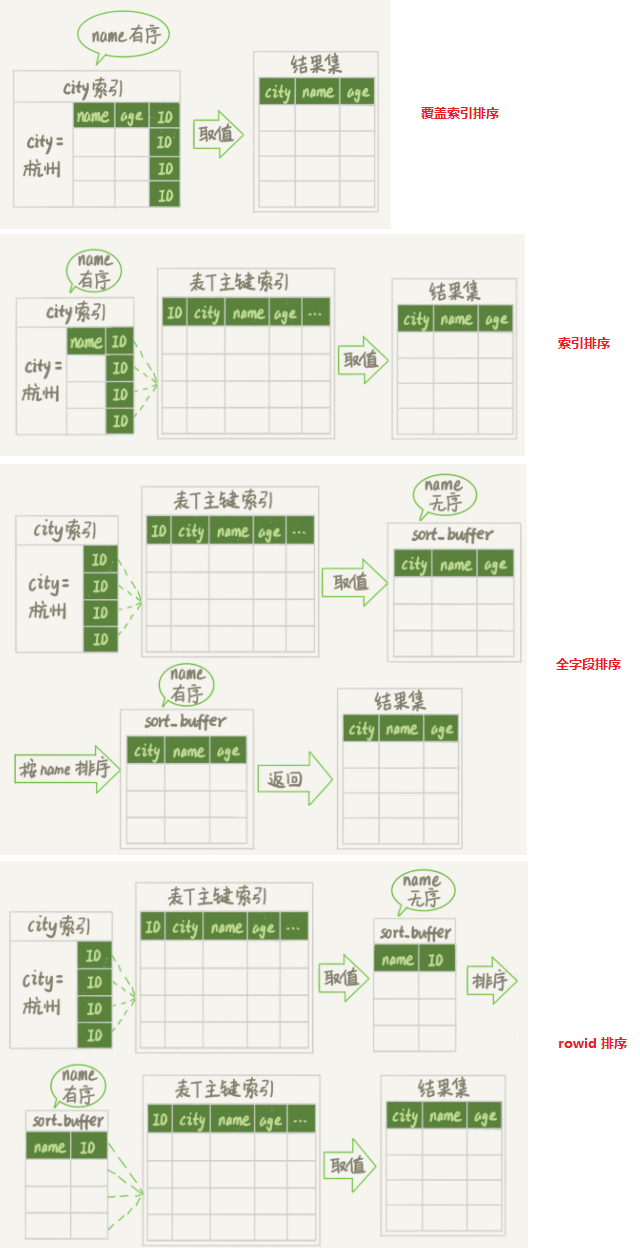 name 有序
city索引
name age ID
city=
杭州
ID
ID
ID
取值
结果集
city name age
覆盖索引排序
name
有序
city索引
name ID
city=
杭州
ID
ID
ID
表T主键索引
ID city name age ...
取值
结果集
city name age
索引排序
city索引
city=
杭州
ID
ID
ID
ID
表T主键索引
ID city name age ...
取值
name
无序
sort_buffer
city name age
全字段排序
按name排序
name
有序
sort_buffer
city name age
返回
结果集
city name age
city索引
city=
杭州
ID
ID
ID
ID
表T主键索引
ID city name age ...
取值
name
无序
sort_buffer
name ID
排序
rowid 排序
name
有序
sort_buffer
name ID
表T主键索引
ID city name age ...
取值
结果集
city name age